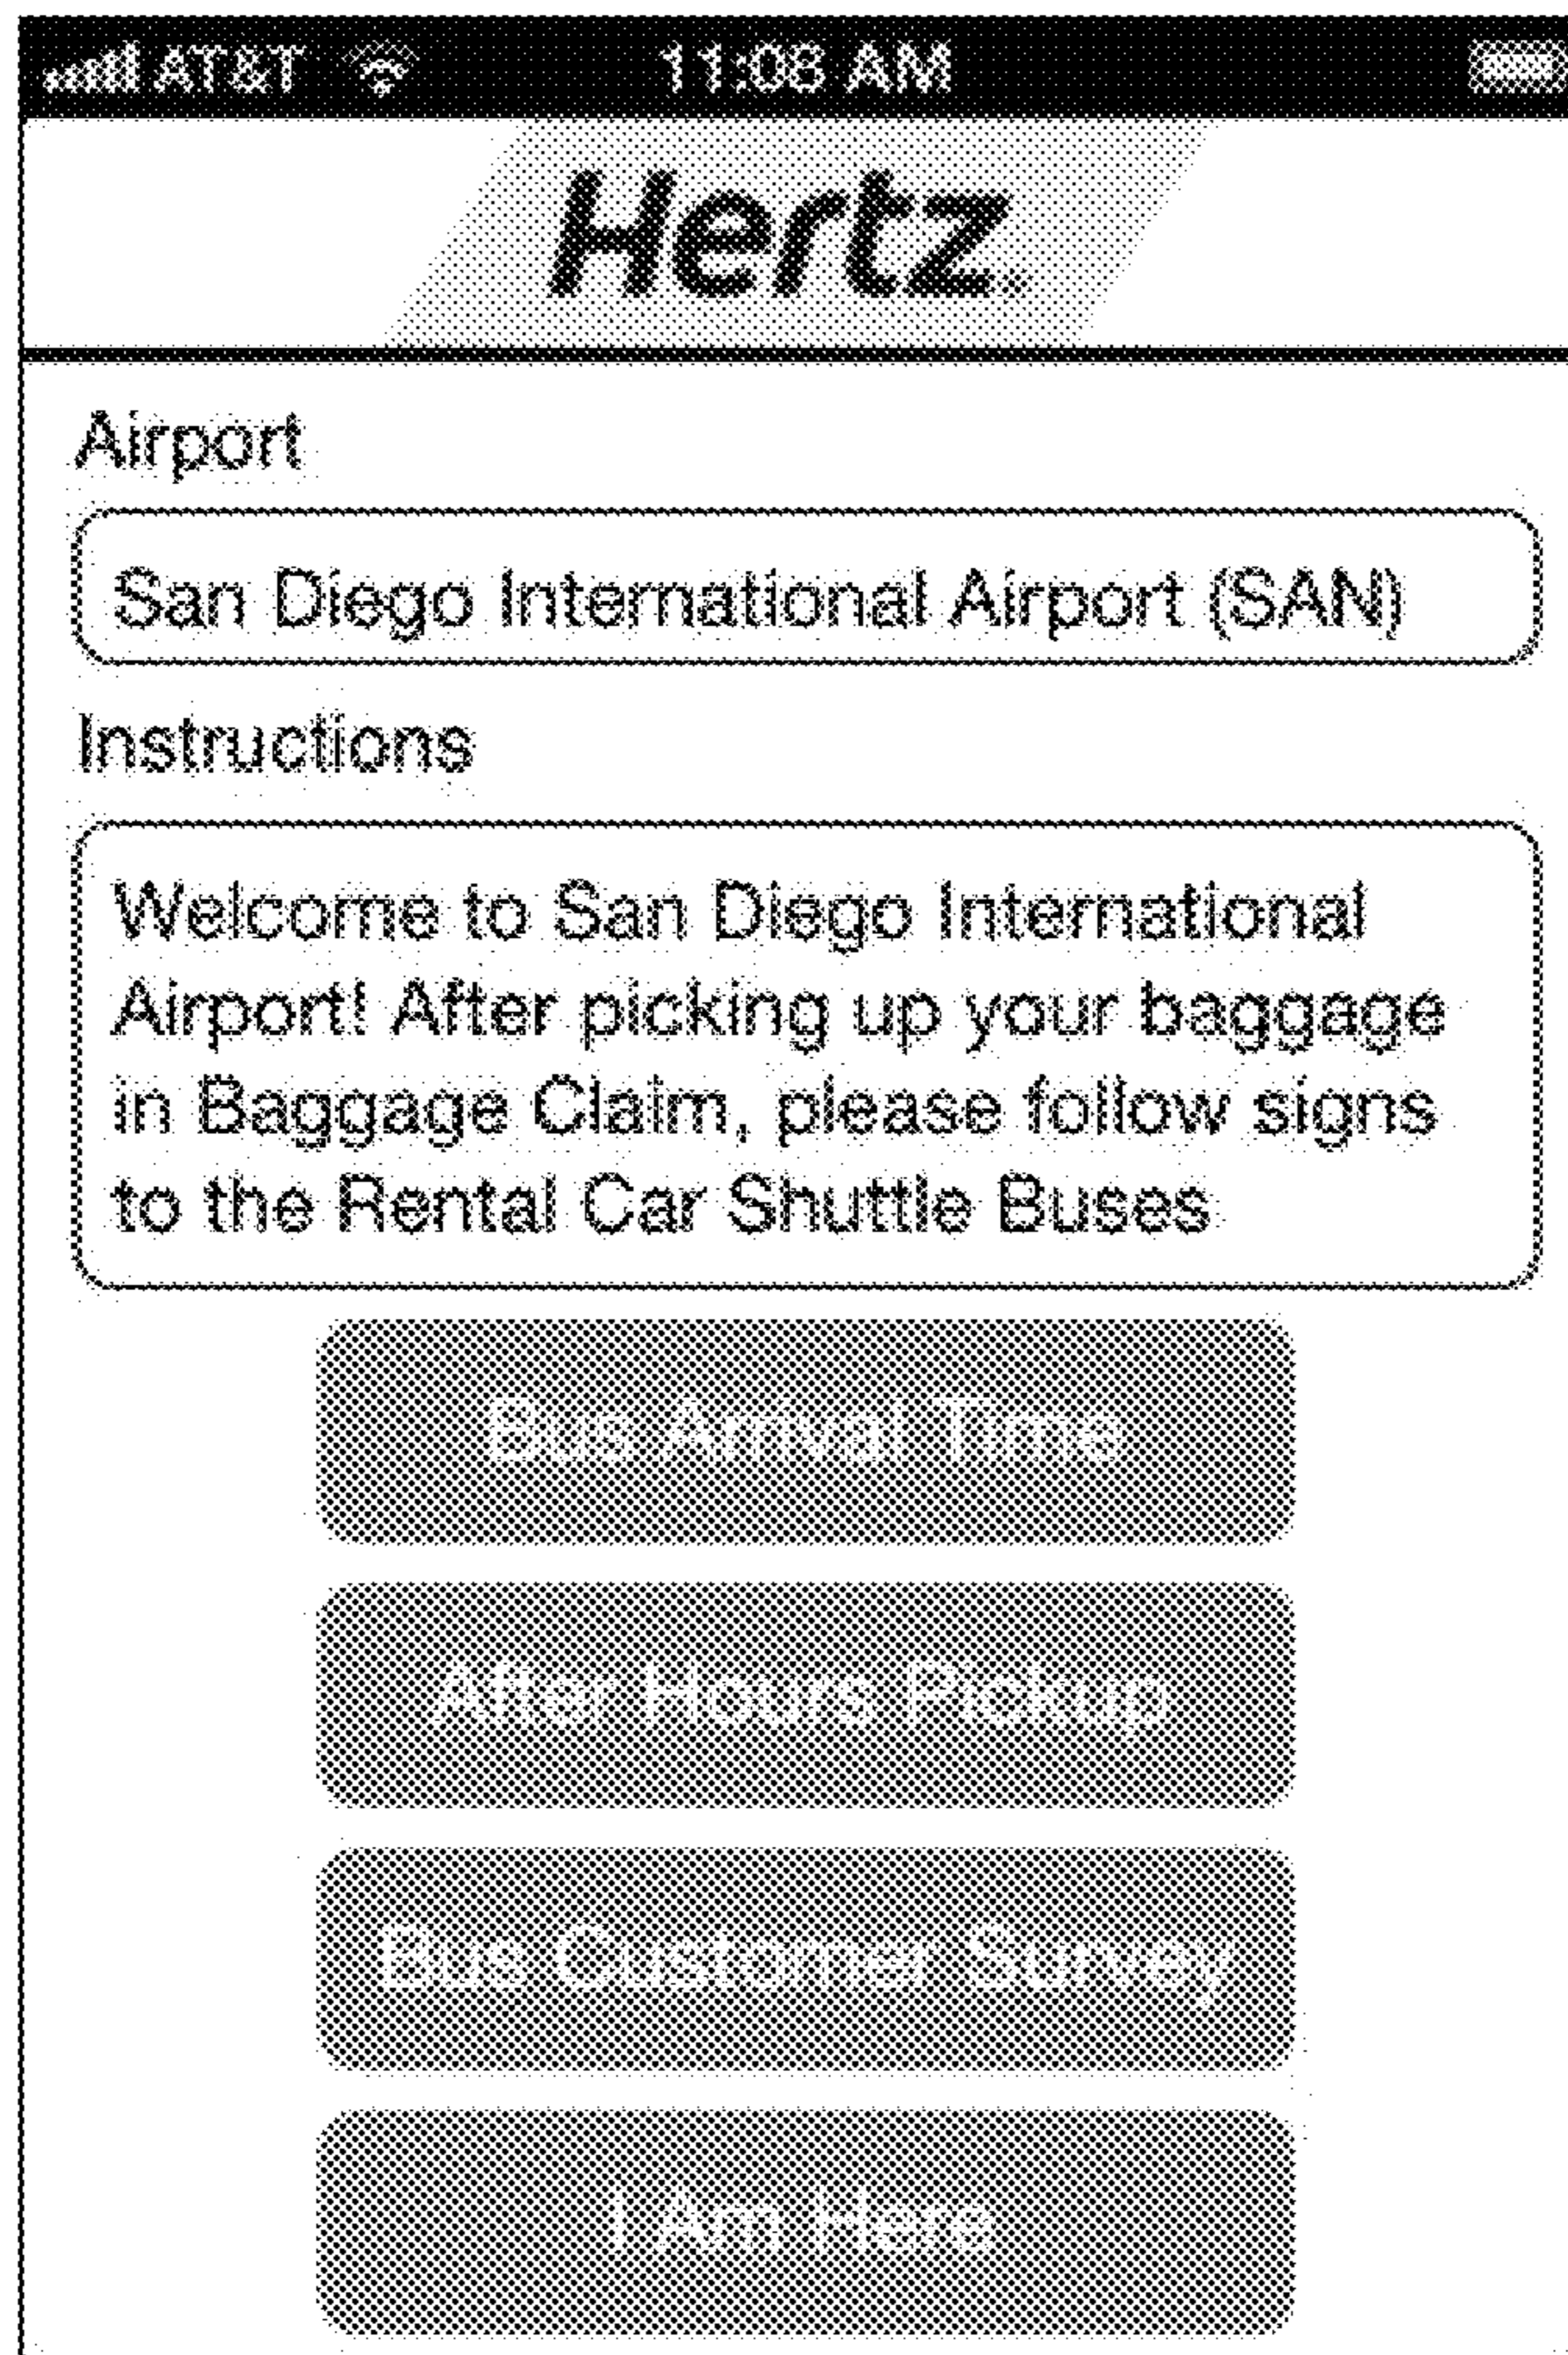 AT&T 11:08 AM
Hertz
Airport
San Diego International Airport (SAN)
Instructions
Welcome to San Diego International
Airport! After picking up your baggage
in Baggage Claim, please follow signs
to the Rental Car Shuttle Buses
Bus Arrival Time
After Hours Pickup
Bus Customer Survey
I Am Here